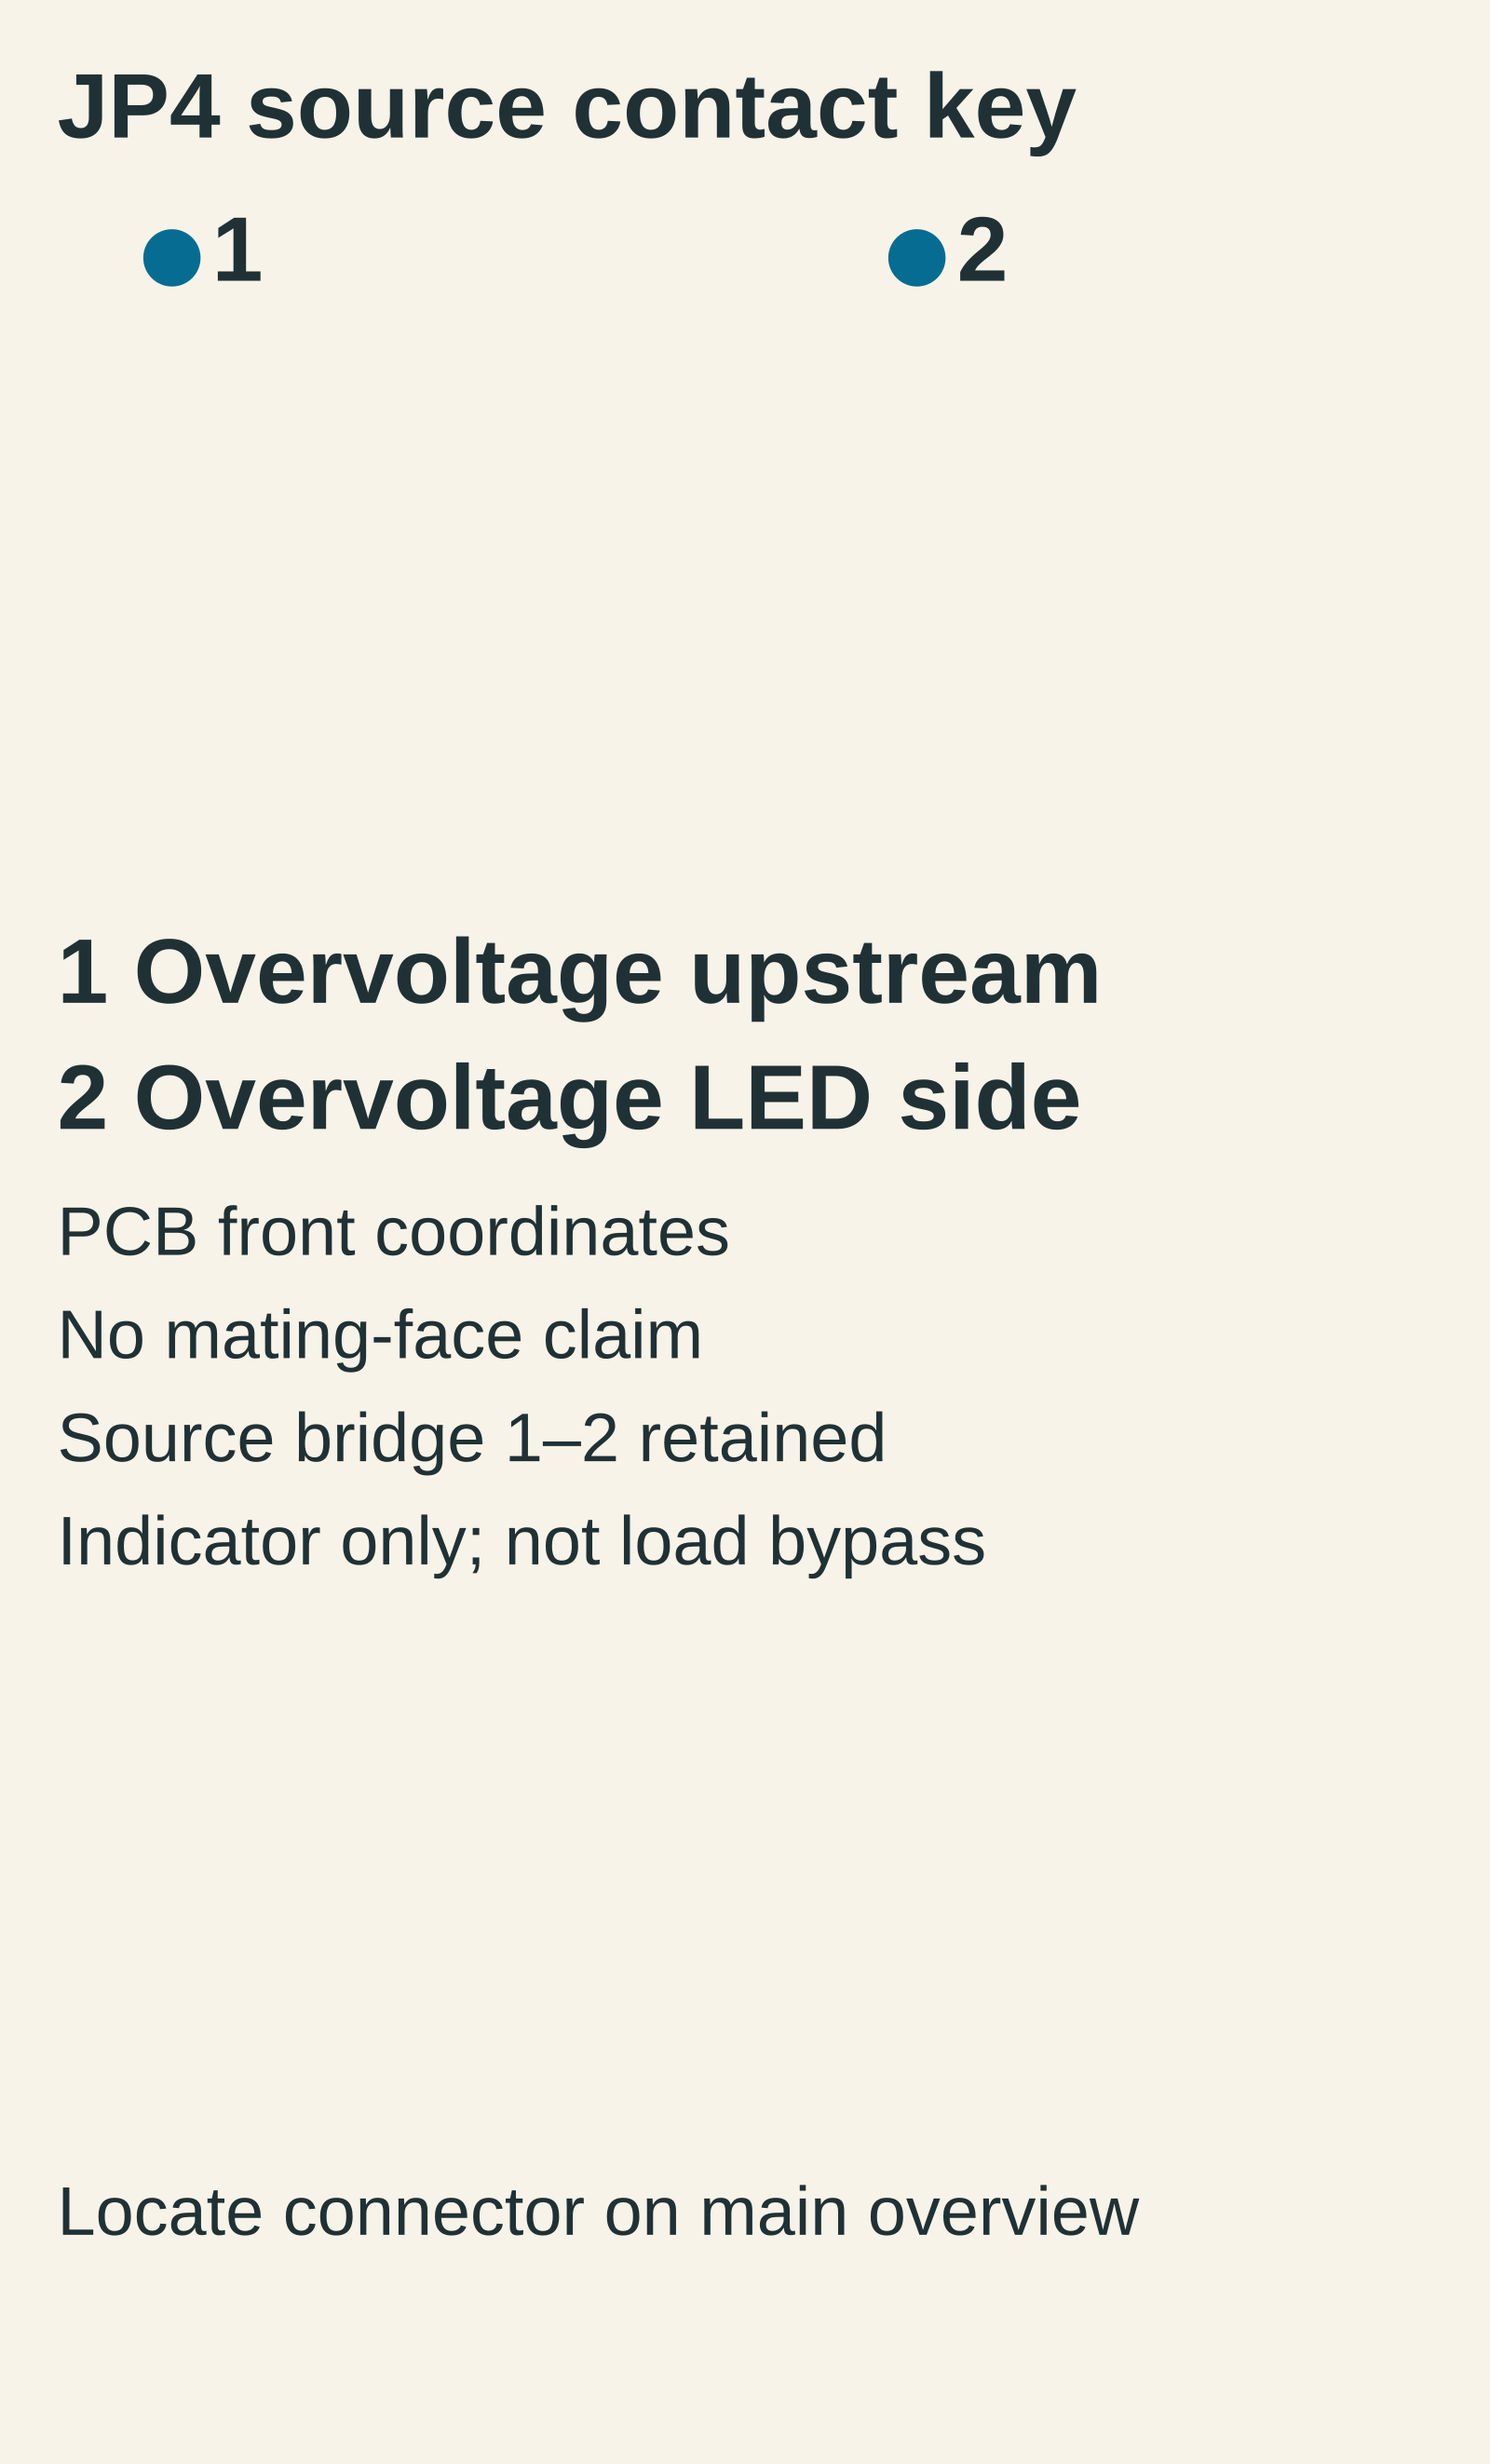 JP4 source contact key
1 2
1 Overvoltage upstream
2 Overvoltage LED side
PCB front coordinates
No mating-face claim
Source bridge 1–2 retained
Indicator only; not load bypass
Locate connector on main overview